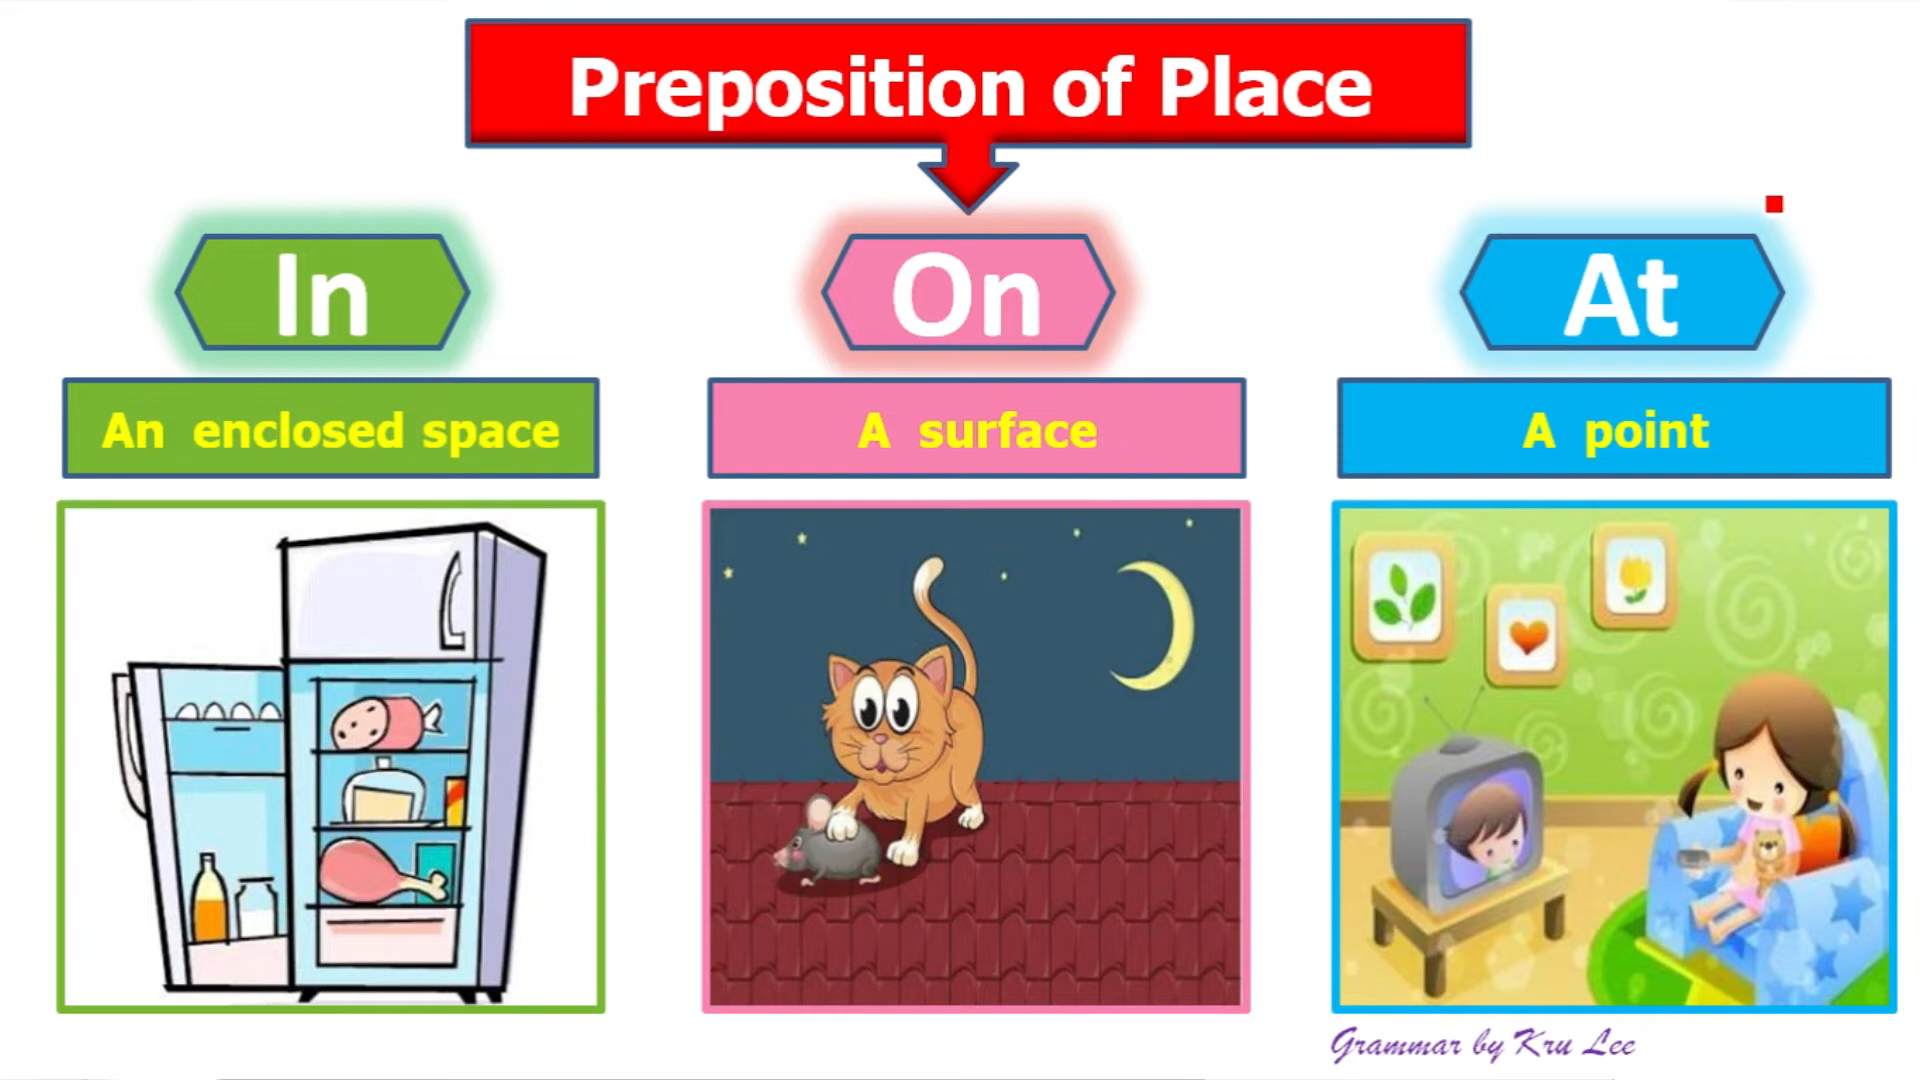 Preposition of Place
In
On
At
An enclosed space
A surface
A point
Grammar by Kru Lee